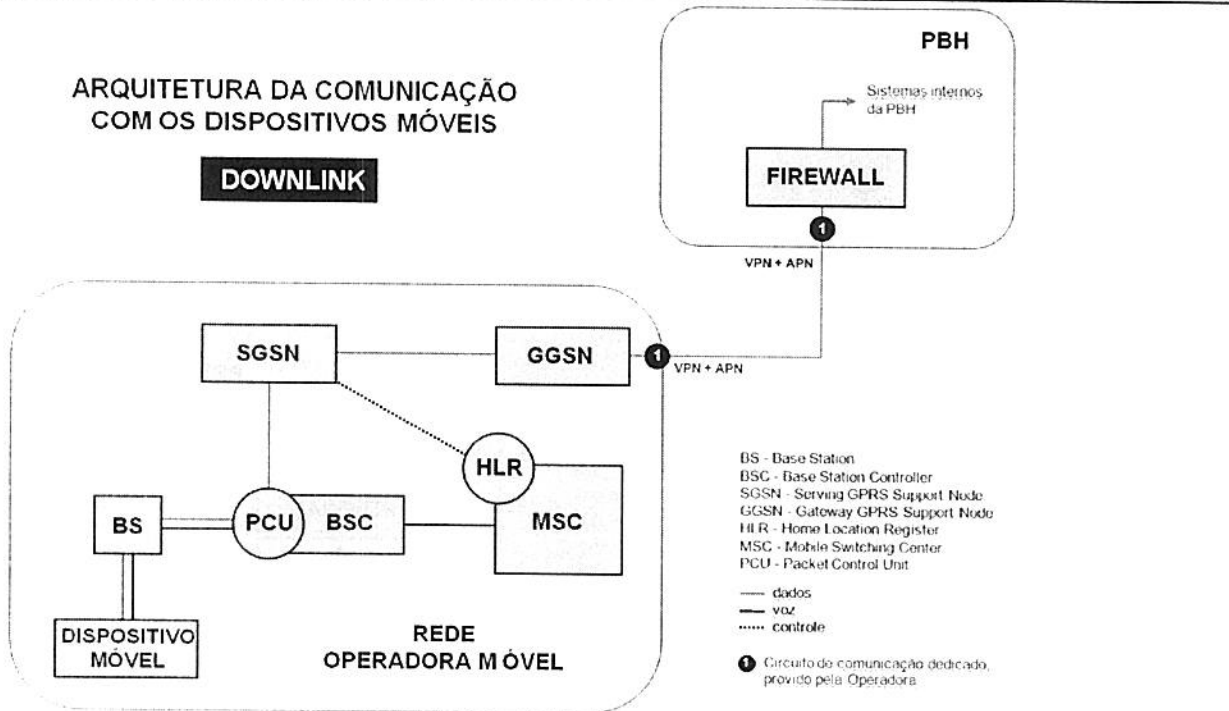 ARQUITETURA DA COMUNICAÇÃO
COM OS DISPOSITIVOS MÓVEIS
DOWNLINK
PBH
Sistemas internos
da PBH
FIREWALL
1
VPN + APN
SGSN
GGSN
1
VPN + APN
HLR
BS
PCU
BSC
MSC
DISPOSITIVO
MÓVEL
REDE
OPERADORA MÓVEL
BS - Base Station
BSC - Base Station Controller
SGSN - Serving GPRS Support Node
GGSN - Gateway GPRS Support Node
HLR - Home Location Register
MSC - Mobile Switching Center
PCU - Packet Control Unit
dados
voz
controle
1 Circuito de comunicação dedicado,
provido pela Operadora